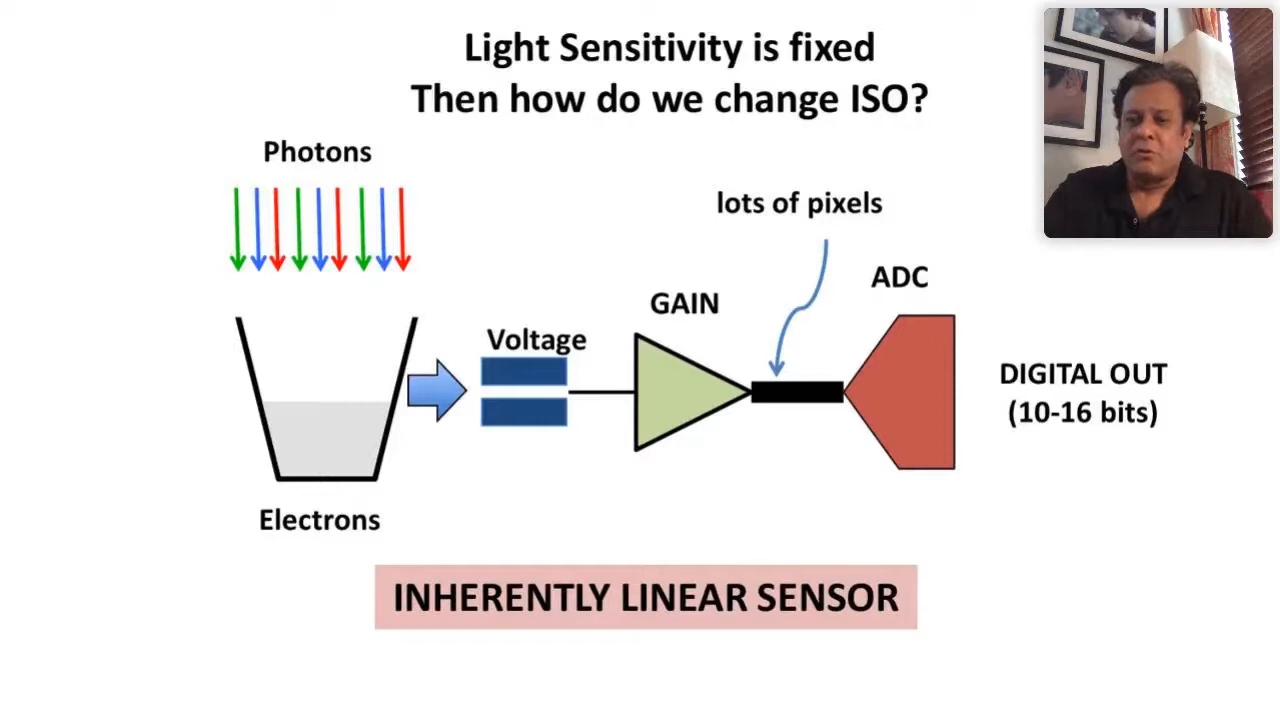 Light Sensitivity is fixed
Then how do we change ISO?
Photons
lots of pixels
ADC
GAIN
Voltage
DIGITAL OUT
(10-16 bits)
Electrons
INHERENTLY LINEAR SENSOR